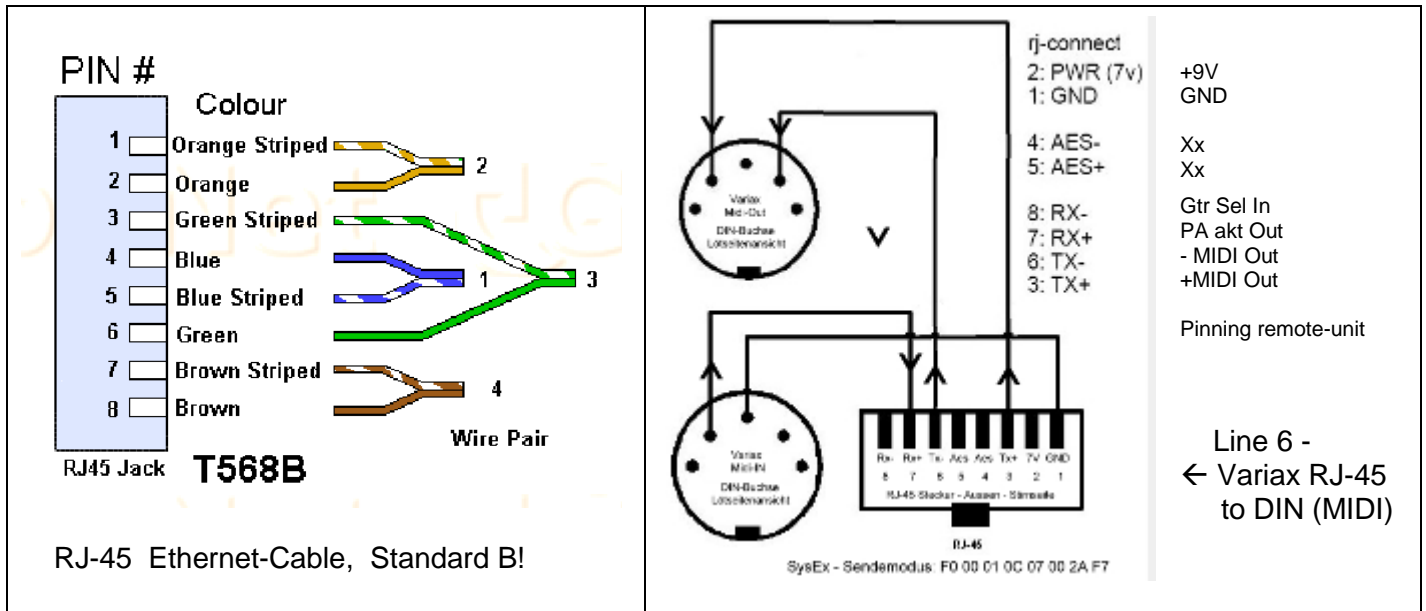 PIN #
Colour
1 Orange Striped
2 Orange
2
3 Green Striped
4 Blue
5 Blue Striped
1
3
6 Green
7 Brown Striped
8 Brown
4
Wire Pair
RJ45 Jack T568B
RJ-45 Ethernet-Cable, Standard B!
rj-connect
2: PWR (7v) +9V
1: GND GND
4: AES- Xx
5: AES+ Xx
8: RX- Gtr Sel In
7: RX+ PA akt Out
6: TX- - MIDI Out
3: TX+ +MIDI Out
Pinning remote-unit
Variax
Midi-Out
DIN-Buchse
Lötseitenansicht
V
Variax
Midi-IN
DIN-Buchse
Lötseitenansicht
Rx- Rx+ Tx- Aes Aes Tx+ 7V GND
8 7 6 5 4 3 2 1
RJ-45 Stecker - Aussen - Stirnseite
RJ-45
SysEx - Sendemodus: F0 00 01 0C 07 00 2A F7
Line 6 -
← Variax RJ-45
to DIN (MIDI)